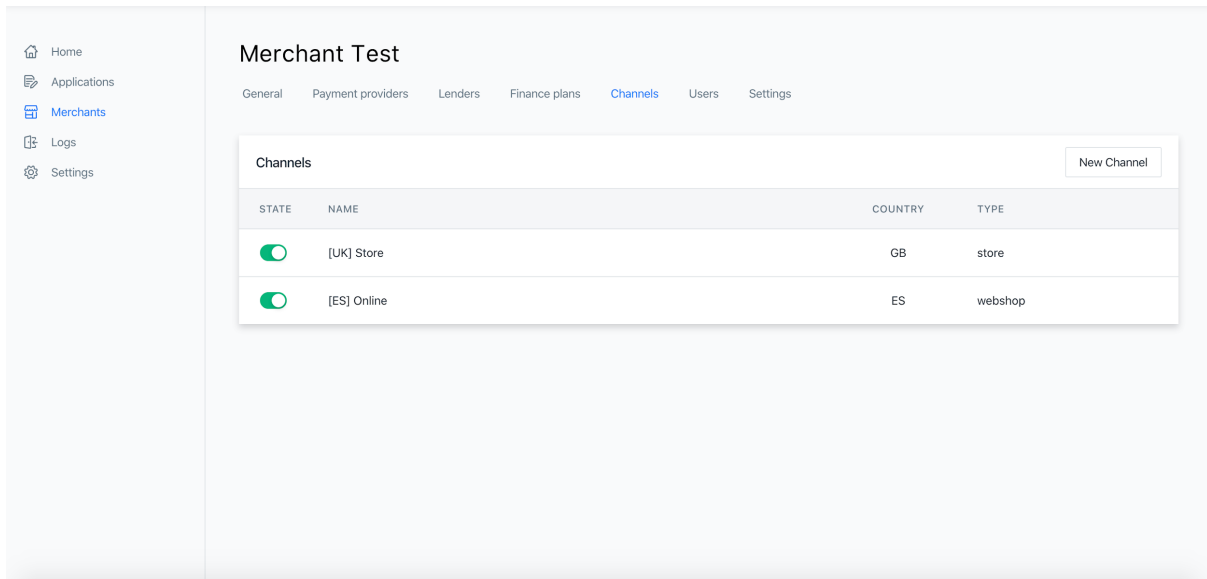 Home
Applications
Merchants
Logs
Settings
Merchant Test
General Payment providers Lenders Finance plans Channels Users Settings
Channels New Channel
STATE NAME COUNTRY TYPE
[UK] Store GB store
[ES] Online ES webshop